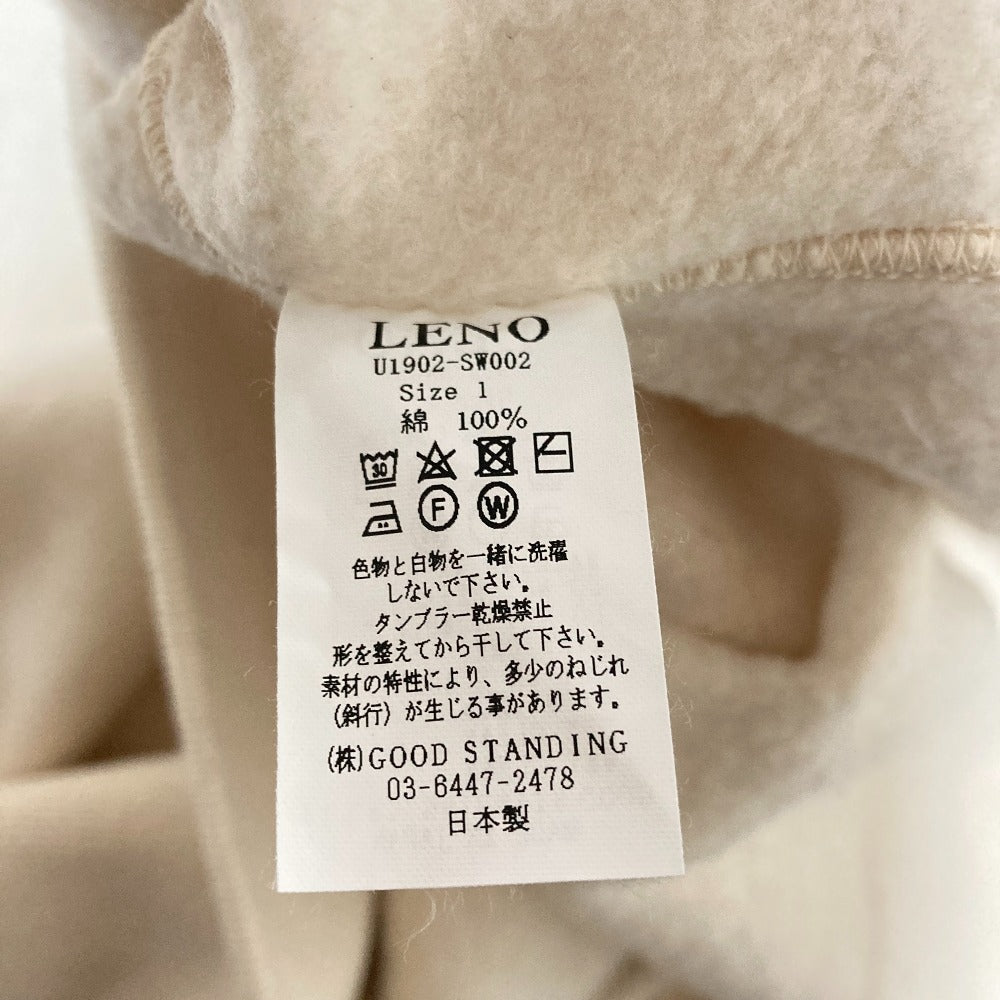 LENO
U1902-SW002
Size 1
綿 100%
30
F W
色物と白物を一緒に洗濯
しないで下さい。
タンブラー乾燥禁止
形を整えてから干して下さい。
素材の特性により、多少のねじれ
(斜行)が生じる事があります。
(株)GOOD STANDING
03-6447-2478
日本製